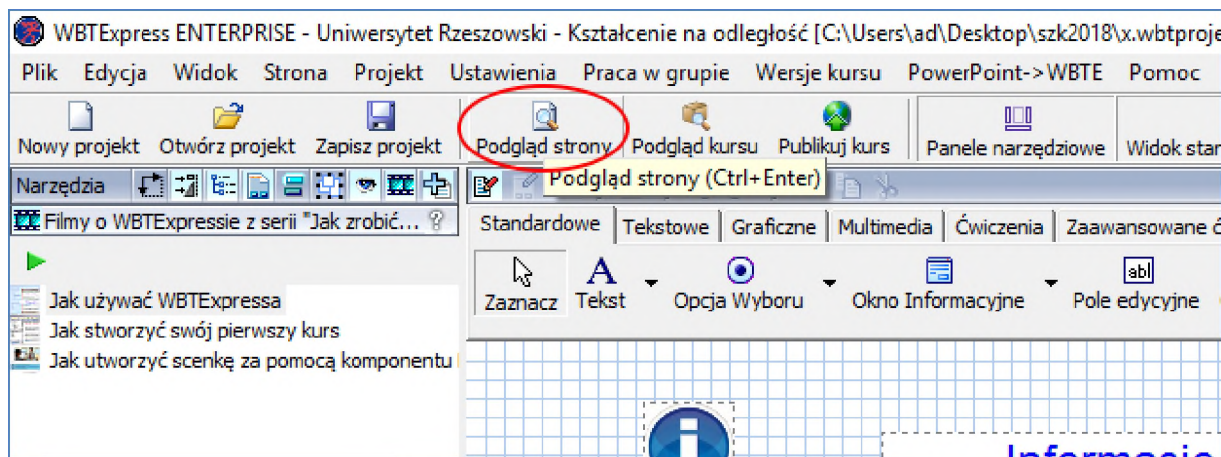 WBTExpress ENTERPRISE - Uniwersytet Rzeszowski - Kształcenie na odległość [C:\Users\ad\Desktop\szk2018\x.wbtproje
Plik Edycja Widok Strona Projekt Ustawienia Praca w grupie Wersje kursu PowerPoint->WBTE Pomoc
Nowy projekt Otwórz projekt Zapisz projekt Podgląd strony Podgląd kursu Publikuj kurs Panele narzędziowe Widok star
Narzędzia Podgląd strony (Ctrl+Enter)
Filmy o WBTExpressie z serii "Jak zrobić... ?
Standardowe Tekstowe Graficzne Multimedia Ćwiczenia Zaawansowane ć
Zaznacz Tekst Opcja Wyboru Okno Informacyjne abl Pole edycyjne
Jak używać WBTExpressa
Jak stworzyć swój pierwszy kurs
Jak utworzyć scenkę za pomocą komponentu
Informacje